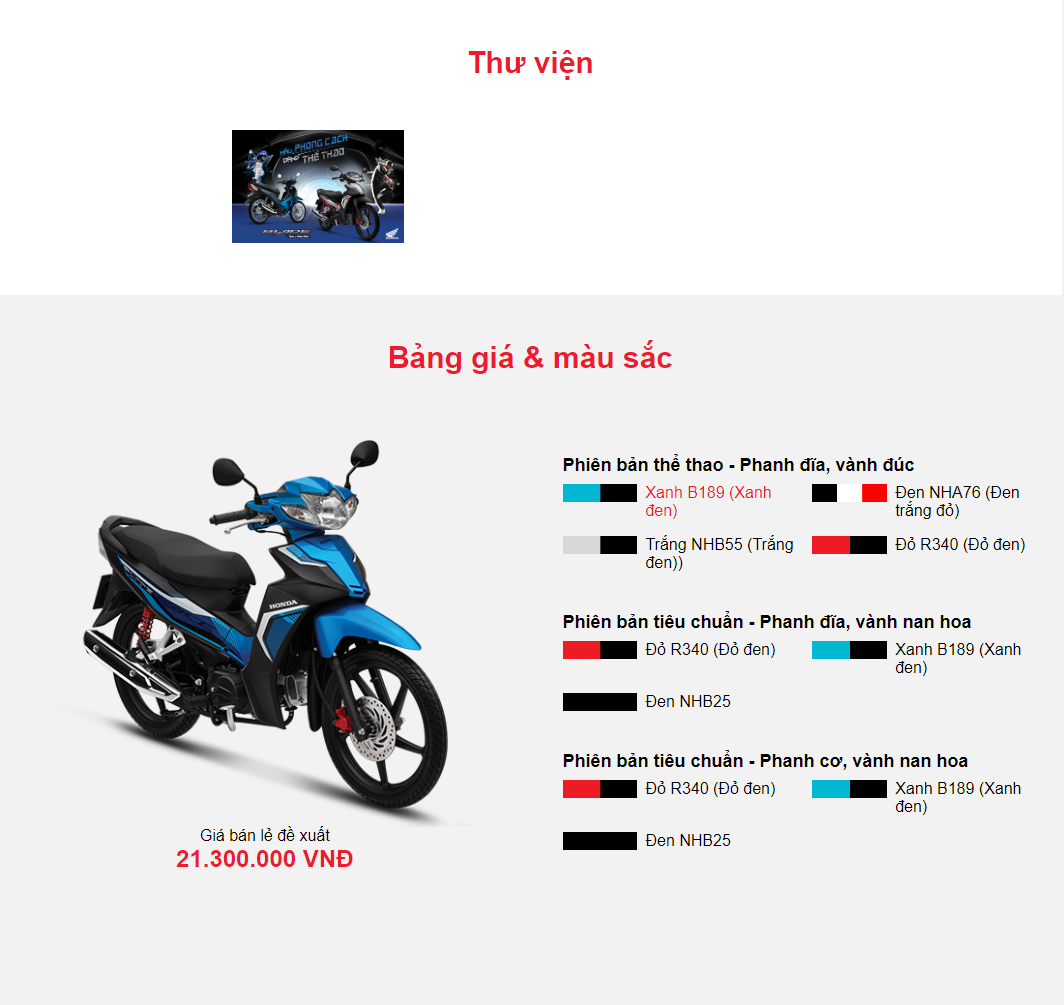 Thư viện
PHONG CÁCH
DÁNG THỂ THAO
BLADE
Bảng giá & màu sắc
HONDA
Giá bán lẻ đề xuất
21.300.000 VNĐ
Phiên bản thể thao - Phanh đĩa, vành đúc
Xanh B189 (Xanh
đen)
Đen NHA76 (Đen
trắng đỏ)
Trắng NHB55 (Trắng
đen))
Đỏ R340 (Đỏ đen)
Phiên bản tiêu chuẩn - Phanh đĩa, vành nan hoa
Đỏ R340 (Đỏ đen)
Xanh B189 (Xanh
đen)
Đen NHB25
Phiên bản tiêu chuẩn - Phanh cơ, vành nan hoa
Đỏ R340 (Đỏ đen)
Xanh B189 (Xanh
đen)
Đen NHB25